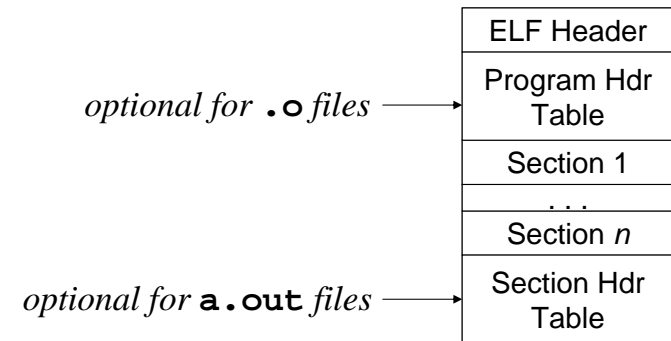 ELF Header
optional for .o files
Program Hdr
Table
Section 1
. . .
Section n
optional for a.out files
Section Hdr
Table